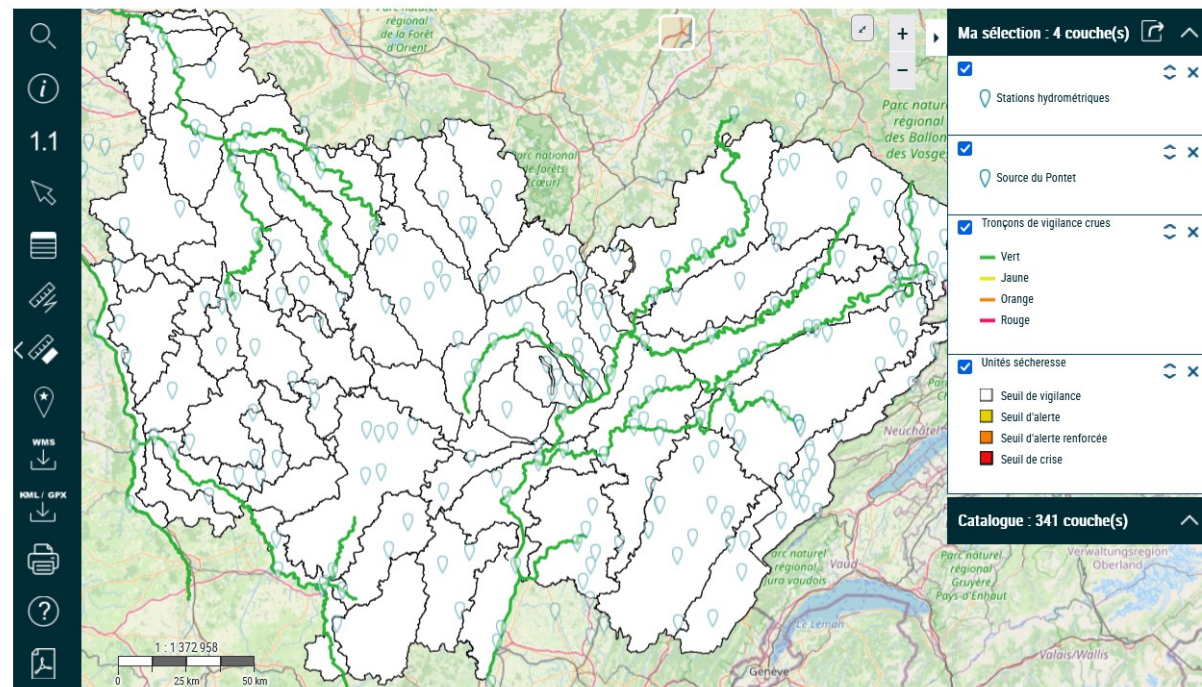 Parc naturel
régional
de la Forêt
d'Orient
Parc naturel
régional
des Ballons
des Vosges
arc national
de forêts
(cœur)
Neuchâtel
arc naturel
régional
Jura vaudois
Vaud
Le Léman
Genève
Parc naturel
régional
Gruyère
Pays-d'Enhaut
Verwaltungsregion
Oberland
Valais/Wallis
1.1
WMS
KML / GPX
1 : 1 372 958
0 25 km 50 km
+
−
Ma sélection : 4 couche(s)
Stations hydrométriques
Source du Pontet
Tronçons de vigilance crues
Vert
Jaune
Orange
Rouge
Unités sécheresse
Seuil de vigilance
Seuil d'alerte
Seuil d'alerte renforcée
Seuil de crise
Catalogue : 341 couche(s)